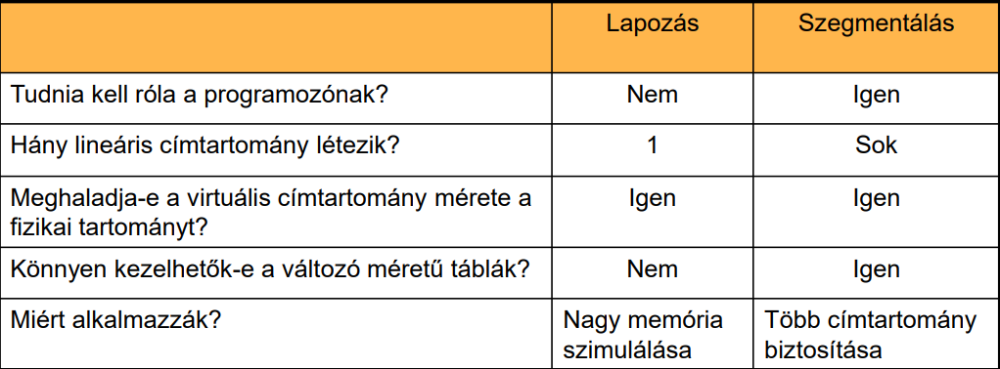 Lapozás Szegmentálás
Tudnia kell róla a programozónak? Nem Igen
Hány lineáris címtartomány létezik? 1 Sok
Meghaladja-e a virtuális címtartomány mérete a Igen Igen
fizikai tartományt?
Könnyen kezelhetők-e a változó méretű táblák? Nem Igen
Miért alkalmazzák? Nagy memória Több címtartomány
szimulálása biztosítása